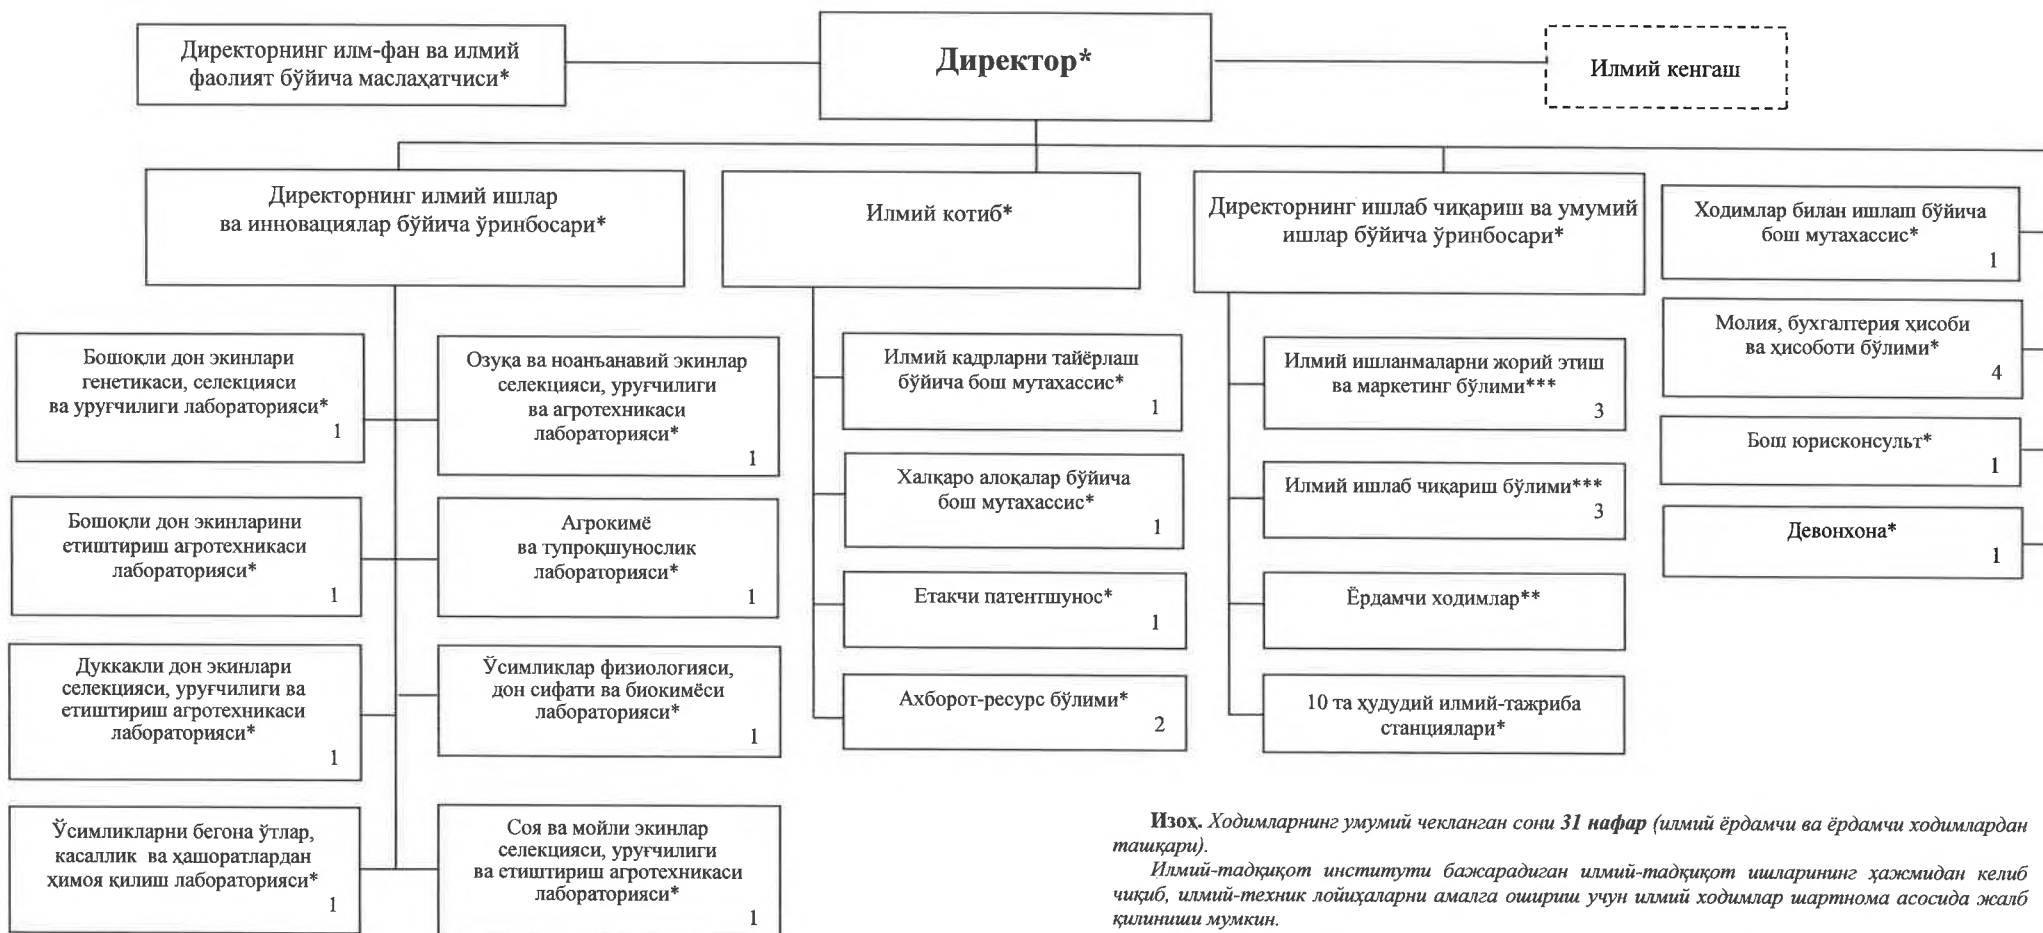 Директорнинг илм-фан ва илмий
фаолият бўйича маслаҳатчиси*
Директор*
Илмий кенгаш
Директорнинг илмий ишлар
ва инновациялар бўйича ўринбосари*
Илмий котиб*
Директорнинг ишлаб чиқариш ва умумий
ишлар бўйича ўринбосари*
Ходимлар билан ишлаш бўйича
бош мутахассис*
1
Молия, бухгалтерия ҳисоби
ва ҳисоботи бўлими*
4
Бош юрисконсульт*
1
Девонхона*
1
Бошоқли дон экинлари
генетикаси, селекцияси
ва уруғчилиги лабораторияси*
1
Озуқа ва ноанъанавий экинлар
селекцияси, уруғчилиги
ва агротехникаси
лабораторияси*
1
Бошоқли дон экинларини
етиштириш агротехникаси
лабораторияси*
1
Агрокимё
ва тупроқшунослик
лабораторияси*
1
Дуккакли дон экинлари
селекцияси, уруғчилиги ва
етиштириш агротехникаси
лабораторияси*
1
Ўсимликлар физиологияси,
дон сифати ва биокимёси
лабораторияси*
1
Ўсимликларни бегона ўтлар,
касаллик ва ҳашоратлардан
ҳимоя қилиш лабораторияси*
1
Соя ва мойли экинлар
селекцияси, уруғчилиги
ва етиштириш агротехникаси
лабораторияси*
1
Илмий кадрларни тайёрлаш
бўйича бош мутахассис*
1
Халқаро алоқалар бўйича
бош мутахассис*
1
Етакчи патентшунос*
1
Ахборот-ресурс бўлими*
2
Илмий ишланмаларни жорий этиш
ва маркетинг бўлими***
3
Илмий ишлаб чиқариш бўлими***
3
Ёрдамчи ходимлар**
10 та ҳудудий илмий-тажриба
станциялари*
Изоҳ. Ходимларнинг умумий чекланган сони 31 нафар (илмий ёрдамчи ва ёрдамчи ходимлардан
ташқари).
Илмий-тадқиқот институти бажарадиган илмий-тадқиқот ишларининг ҳажмидан келиб
чиқиб, илмий-техник лойиҳаларни амалга ошириш учун илмий ходимлар шартнома асосида жалб
қилиниши мумкин.